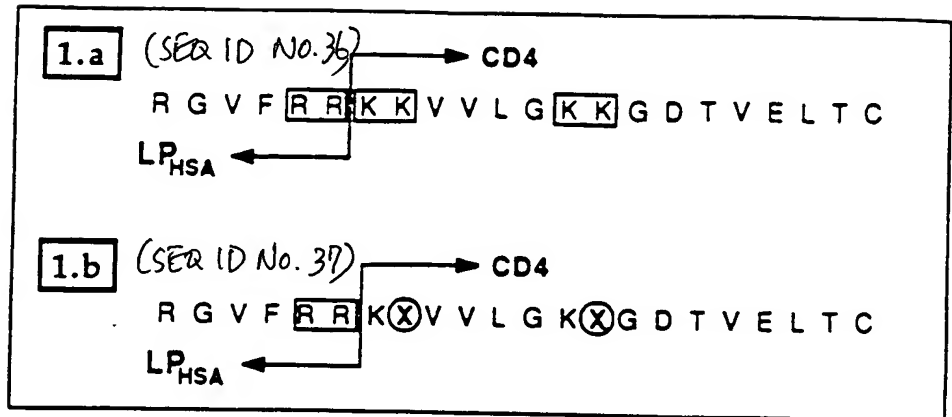 1.a (SEQ ID No.36) CD4
R G V F R R K K V V L G K K G D T V E L T C
LPHSA
1.b (SEQ ID No. 37) CD4
R G V F R R K X V V L G K X G D T V E L T C
LPHSA